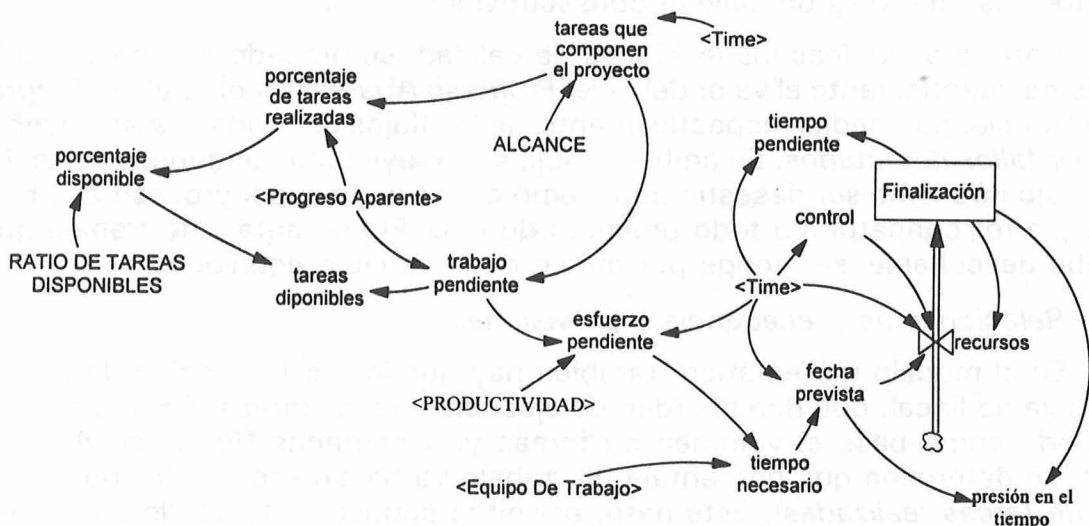 tareas que
componen
el proyecto
<Time>
porcentaje
de tareas
realizadas
ALCANCE
tiempo
pendiente
porcentaje
disponible
Finalización
<Progreso Aparente>
control
RATIO DE TAREAS
DISPONIBLES
tareas
diponibles
trabajo
pendiente
<Time>
esfuerzo
pendiente
recursos
fecha
prevista
<PRODUCTIVIDAD>
tiempo
necesario
<Equipo De Trabajo>
presión en el
tiempo